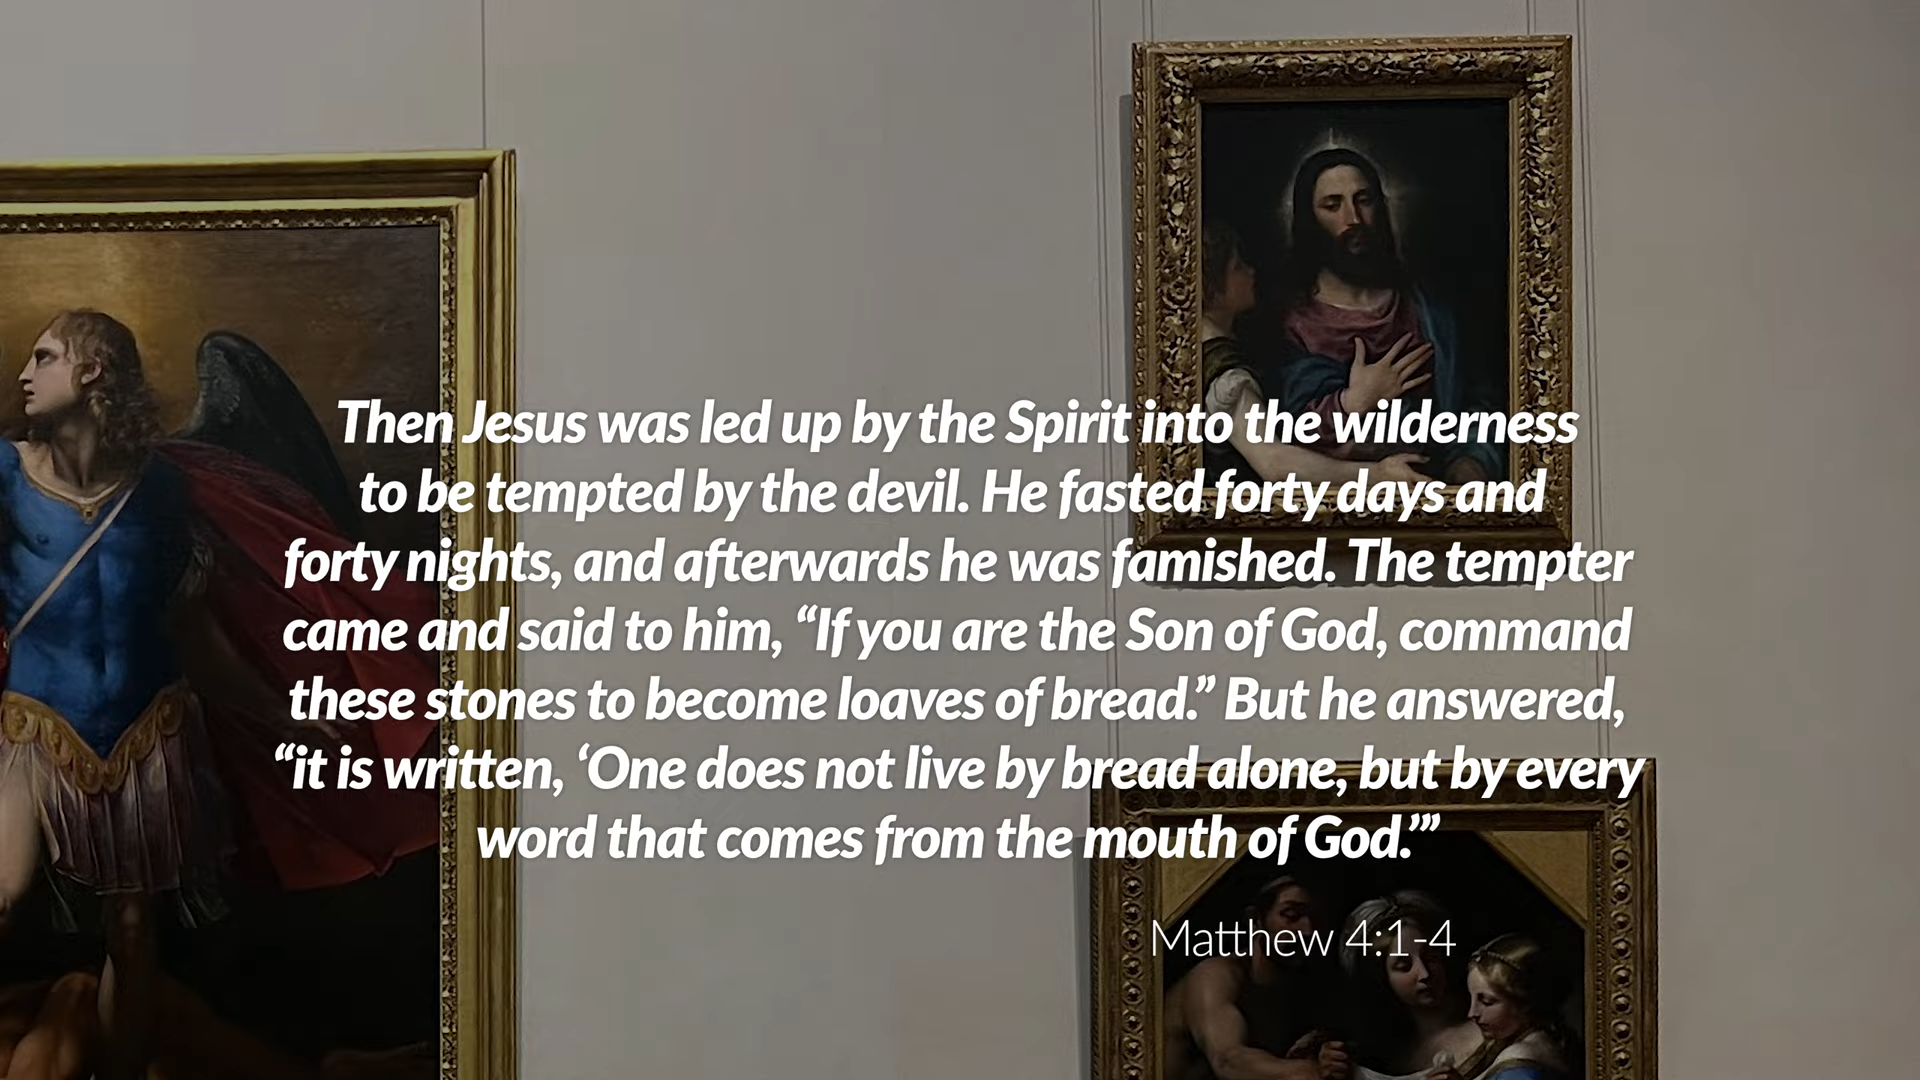 Then Jesus was led up by the Spirit into the wilderness
to be tempted by the devil. He fasted forty days and
forty nights, and afterwards he was famished. The tempter
came and said to him, “If you are the Son of God, command
these stones to become loaves of bread.” But he answered,
“it is written, ‘One does not live by bread alone, but by every
word that comes from the mouth of God.’”
Matthew 4:1-4